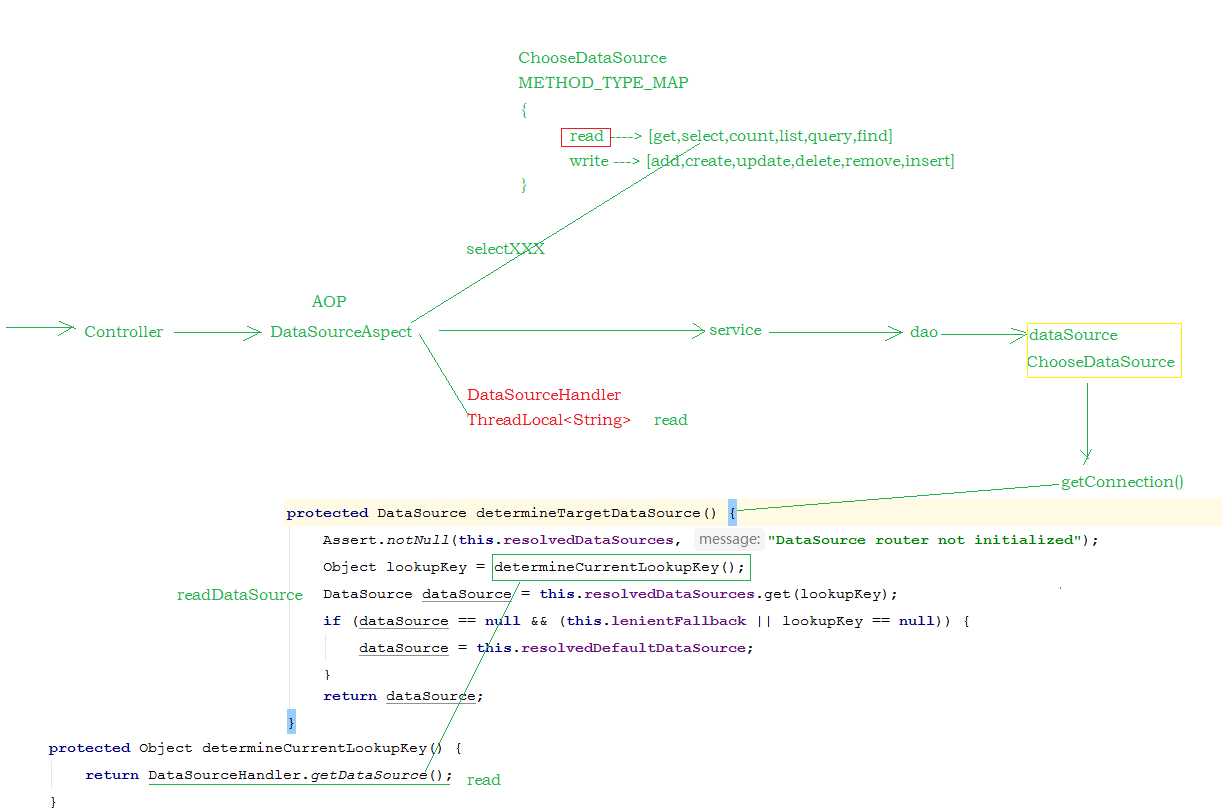 ChooseDataSource
METHOD_TYPE_MAP
{
read ----> [get,select,count,list,query,find]
write ---> [add,create,update,delete,remove,insert]
}
selectXXX
AOP
Controller
DataSourceAspect
service
dao
dataSource
ChooseDataSource
DataSourceHandler
ThreadLocal<String> read
getConnection()
protected DataSource determineTargetDataSource() {
Assert.notNull(this.resolvedDataSources, message: "DataSource router not initialized");
Object lookupKey = determineCurrentLookupKey();
readDataSource
DataSource dataSource = this.resolvedDataSources.get(lookupKey);
if (dataSource == null && (this.lenientFallback || lookupKey == null)) {
dataSource = this.resolvedDefaultDataSource;
}
return dataSource;
}
protected Object determineCurrentLookupKey() {
return DataSourceHandler.getDataSource(); read
}